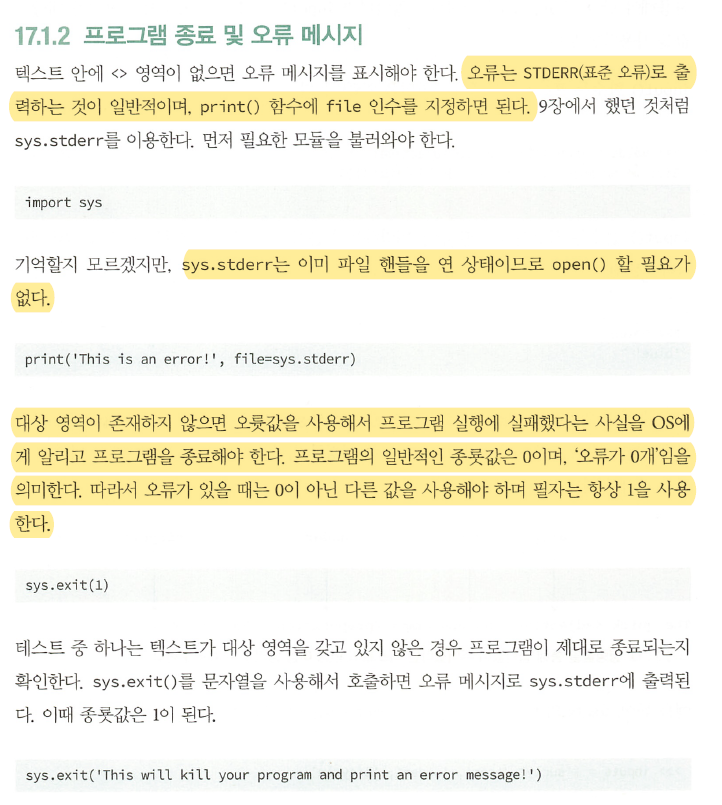 17.1.2 프로그램 종료 및 오류 메시지
텍스트 안에 <> 영역이 없으면 오류 메시지를 표시해야 한다. 오류는 STDERR(표준 오류)로 출
력하는 것이 일반적이며, print() 함수에 file 인수를 지정하면 된다. 9장에서 했던 것처럼
sys.stderr를 이용한다. 먼저 필요한 모듈을 불러와야 한다.
import sys
기억할지 모르겠지만, sys.stderr는 이미 파일 핸들을 연 상태이므로 open() 할 필요가
없다.
print('This is an error!', file=sys.stderr)
대상 영역이 존재하지 않으면 오륫값을 사용해서 프로그램 실행에 실패했다는 사실을 OS에
게 알리고 프로그램을 종료해야 한다. 프로그램의 일반적인 종룟값은 0이며, ‘오류가 0개’임을
의미한다. 따라서 오류가 있을 때는 0이 아닌 다른 값을 사용해야 하며 필자는 항상 1을 사용
한다.
sys.exit(1)
테스트 중 하나는 텍스트가 대상 영역을 갖고 있지 않은 경우 프로그램이 제대로 종료되는지
확인한다. sys.exit()를 문자열을 사용해서 호출하면 오류 메시지로 sys.stderr에 출력된
다. 이때 종룟값은 1이 된다.
sys.exit('This will kill your program and print an error message!')